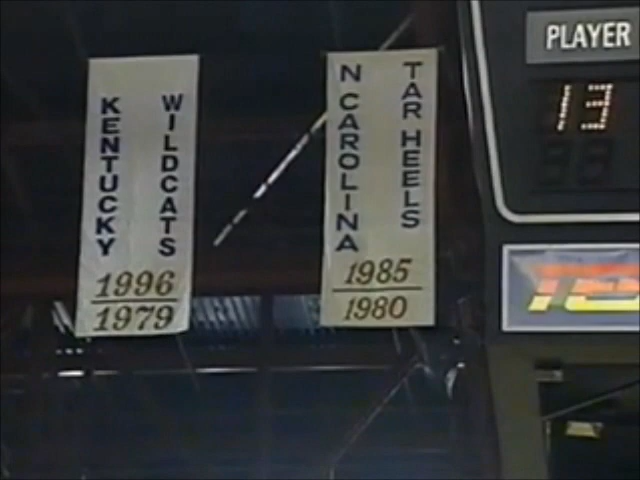 KENTUCKY
WILDCATS
1996
1979
N CAROLINA
TAR HEELS
1985
1980
PLAYER
13